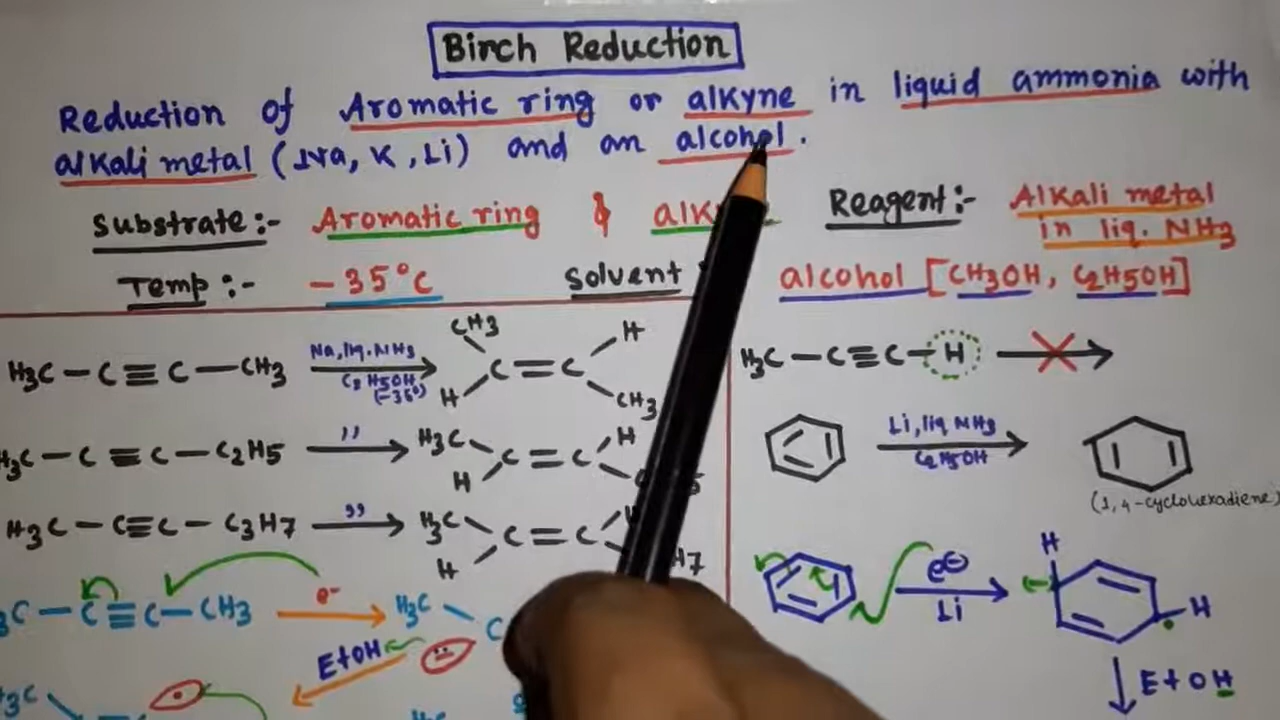 Birch Reduction
Reduction of Aromatic ring or alkyne in liquid ammonia with
alkali metal (Na, K, Li) and an alcohol.
Substrate:- Aromatic ring & Reagent:- Alkali metal
in liq. NH3
Temp:- -35°C Solvent alcohol [CH3OH, C2H5OH]
H3C-C≡C-CH3 Na, liq. NH3 C2H5OH (-35°) CH3 H C=C H CH3
H3C-C≡C-H
H3C-C≡C-C2H5 ,, H3C H C=C H
Li, liq NH3 C2H5OH
(1,4-cyclohexadiene)
H3C-C≡C-C3H7 ,, H3C H C=C H7
C-C≡C-CH3 e- H3C C
e⊖ Li H H
EtOH
EtOH
3C H3C